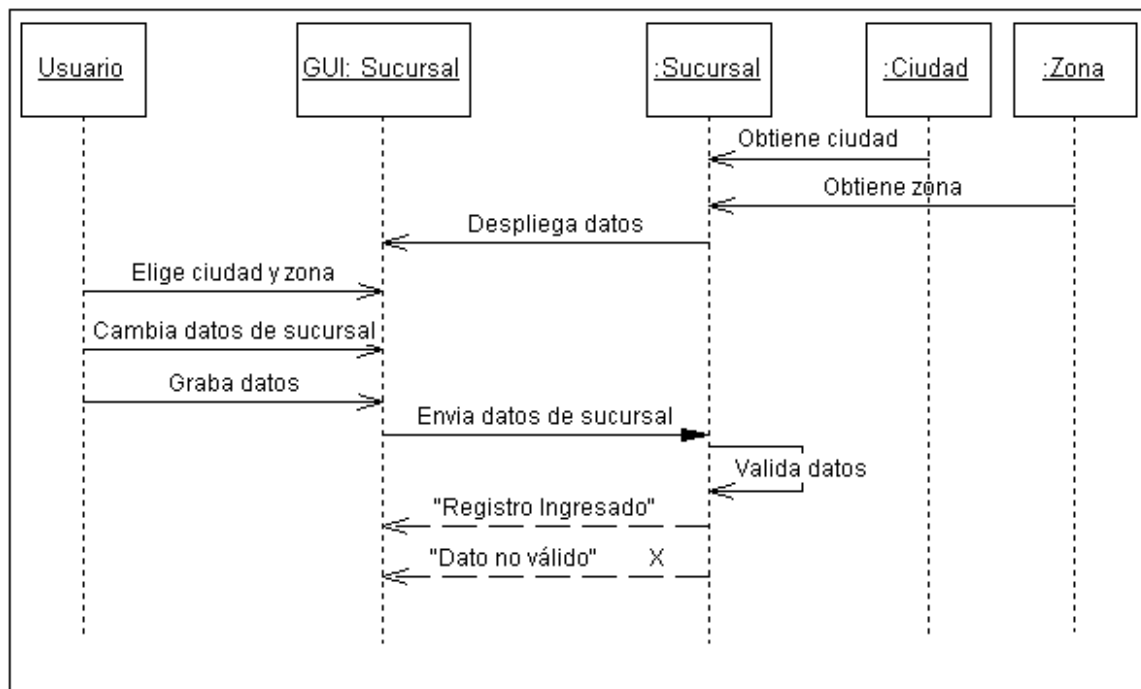 Usuario
GUI: Sucursal
:Sucursal
:Ciudad
:Zona
Obtiene ciudad
Obtiene zona
Despliega datos
Elige ciudad y zona
Cambia datos de sucursal
Graba datos
Envia datos de sucursal
Valida datos
"Registro Ingresado"
"Dato no válido" X